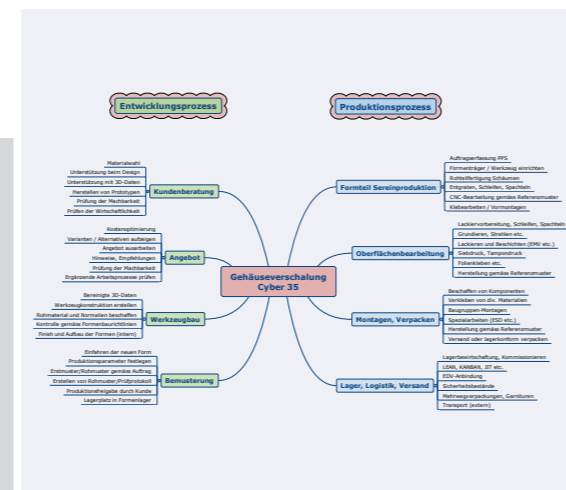 Entwicklungsprozess
Produktionsprozess
Gehäuseverschalung
Cyber 35
Kundenberatung
Materialwahl
Unterstützung beim Design
Unterstützung mit 3D-Daten
Herstellen von Prototypen
Prüfung der Machbarkeit
Prüfen der Wirtschaftlichkeit
Angebot
Kostenoptimierung
Varianten / Alternativen aufzeigen
Angebot ausarbeiten
Hinweise, Empfehlungen
Prüfung der Machbarkeit
Ergänzende Arbeitsprozesse prüfen
Werkzeugbau
Bereinigte 3D-Daten
Werkzeugkonstruktion erstellen
Rohmaterial und Normalien beschaffen
Kontrolle gemäss Formenbaurichtlinien
Finish und Aufbau der Formen (intern)
Bemusterung
Einfahren der neuen Form
Produktionsparameter festlegen
Erstmuster/Rohmuster gemäss Auftrag
Erstellen von Rohmuster/Prüfprotokoll
Produktionsfreigabe durch Kunde
Lagerplatz in Formenlager
Formteil Sereinproduktion
Auftragserfassung PPS
Formenträger / Werkzeug einrichten
Rohteilfertigung Schäumen
Entgraten, Schleifen, Spachteln
CNC-Bearbeitung gemäss Referenzmuster
Klebearbeiten / Vormontagen
Oberflächenbearbeitung
Lackiervorbereitung, Schleifen, Spachteln
Grundieren, Strahlen etc.
Lackieren und Beschichten (EMV etc.)
Siebdruck, Tampondruck
Folienkleben etc.
Herstellung gemäss Referenzmuster
Montagen, Verpacken
Beschaffen von Komponenten
Verkleben von div. Materialien
Baugruppen-Montagen
Spezialarbeiten (ESD etc.)
Herstellung gemäss Referenzmuster
Versand oder lagerkonform verpacken
Lager, Logistik, Versand
Lagerbewirtschaftung, Kommissionieren
LEAN, KANBAN, JIT etc.
EDV-Anbindung
Sicherheitsbestände
Mehrwegverpackungen, Garnituren
Transport (extern)